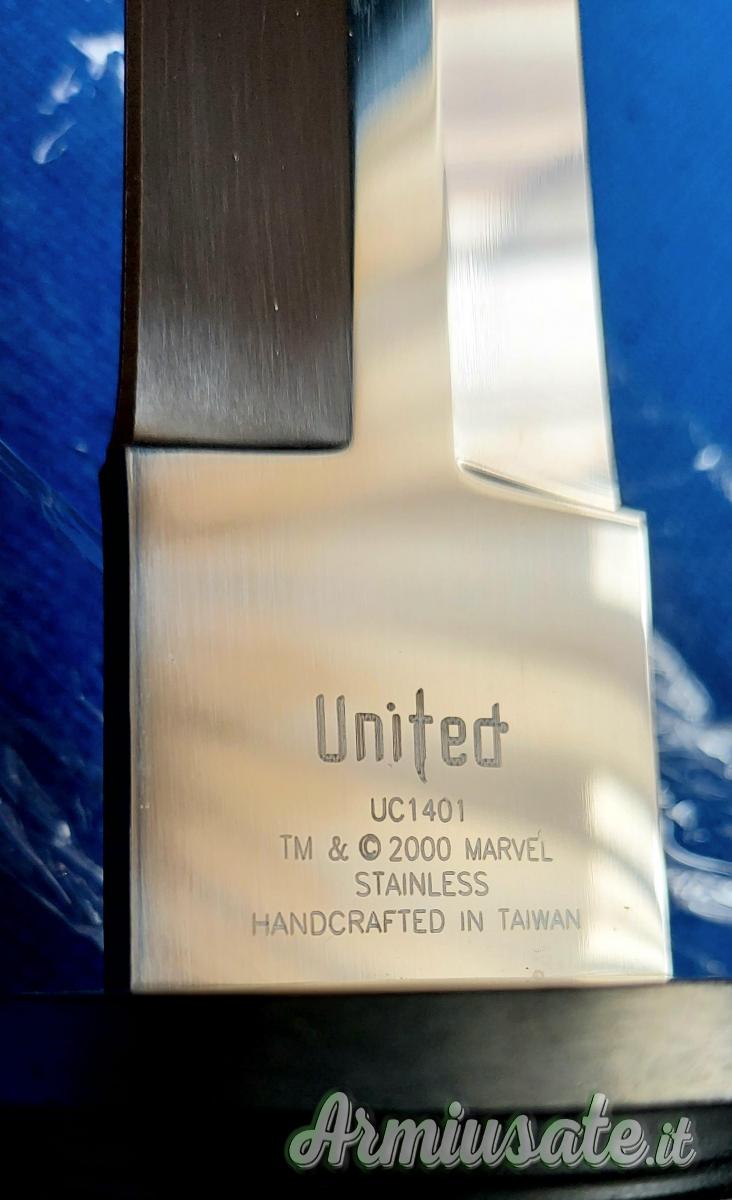 United
UC1401
TM & © 2000 MARVEL
STAINLESS
HANDCRAFTED IN TAIWAN
Armiusate.it